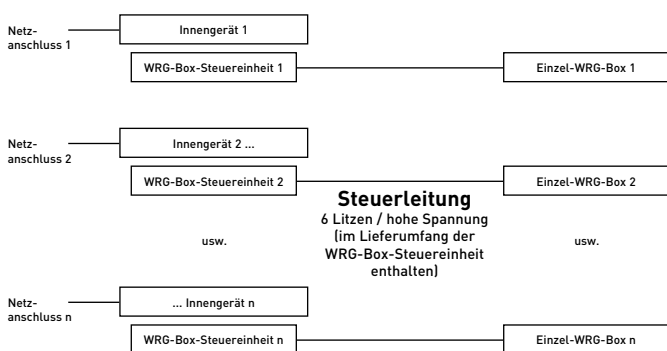 Netz-
anschluss 1
Innengerät 1
WRG-Box-Steuereinheit 1
Einzel-WRG-Box 1
Netz-
anschluss 2
Innengerät 2 ...
WRG-Box-Steuereinheit 2
Einzel-WRG-Box 2
Steuerleitung
6 Litzen / hohe Spannung
(im Lieferumfang der
WRG-Box-Steuereinheit
enthalten)
usw.
usw.
Netz-
anschluss n
... Innengerät n
WRG-Box-Steuereinheit n
Einzel-WRG-Box n